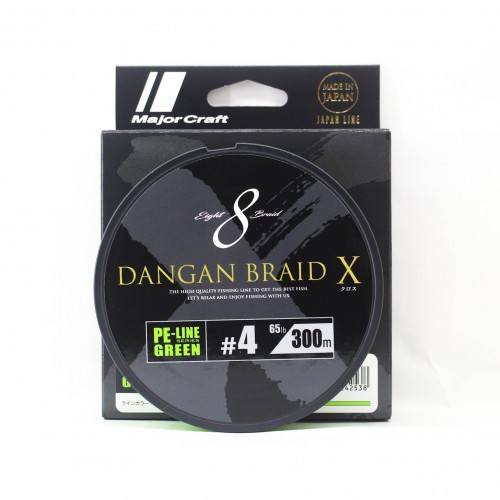 MajorCraft
MADE IN
JAPAN
JAPAN LINE
Eight 8 Braid
DANGAN BRAID X
クロス
THE HIGH QUALITY FISHING LINE TO GET THE BEST FISH.
LET'S RELAX AND ENJOY FISHING WITH US.
PE-LINE
SERIES
GREEN
#4
65lb
300m
G
42538
ラインカラー